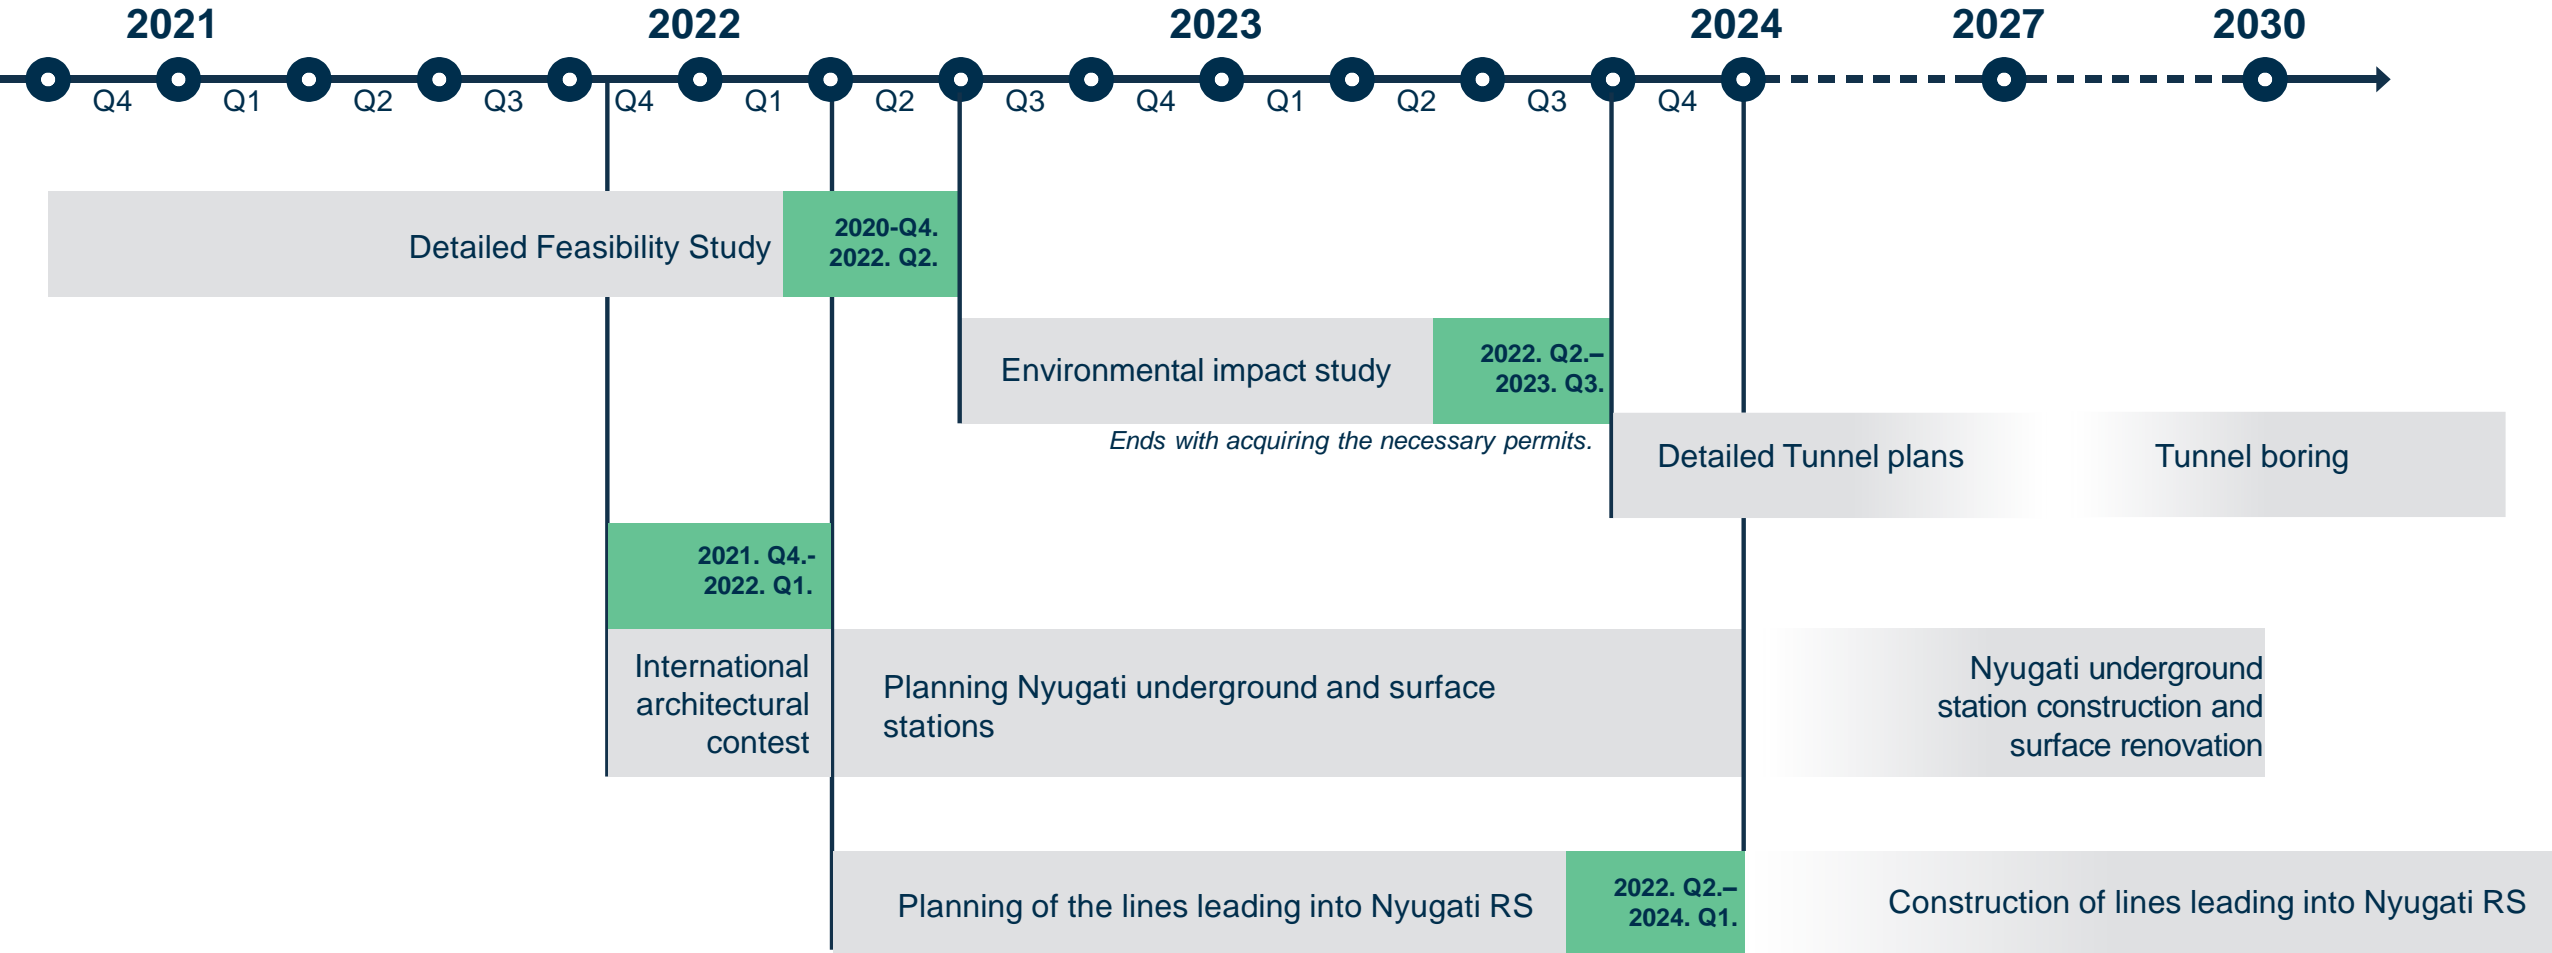 2021
2022
2023
2024
2027
2030
Q4
Q1
Q2
Q3
Q4
Q1
Q2
Q3
Q4
Q1
Q2
Q3
Q4
Detailed Feasibility Study
2020-Q4.
2022. Q2.
Environmental impact study
2022. Q2.–
2023. Q3.
Ends with acquiring the necessary permits.
Detailed Tunnel plans
Tunnel boring
2021. Q4.-
2022. Q1.
International
architectural
contest
Planning Nyugati underground and surface
stations
Nyugati underground
station construction and
surface renovation
Planning of the lines leading into Nyugati RS
2022. Q2.–
2024. Q1.
Construction of lines leading into Nyugati RS